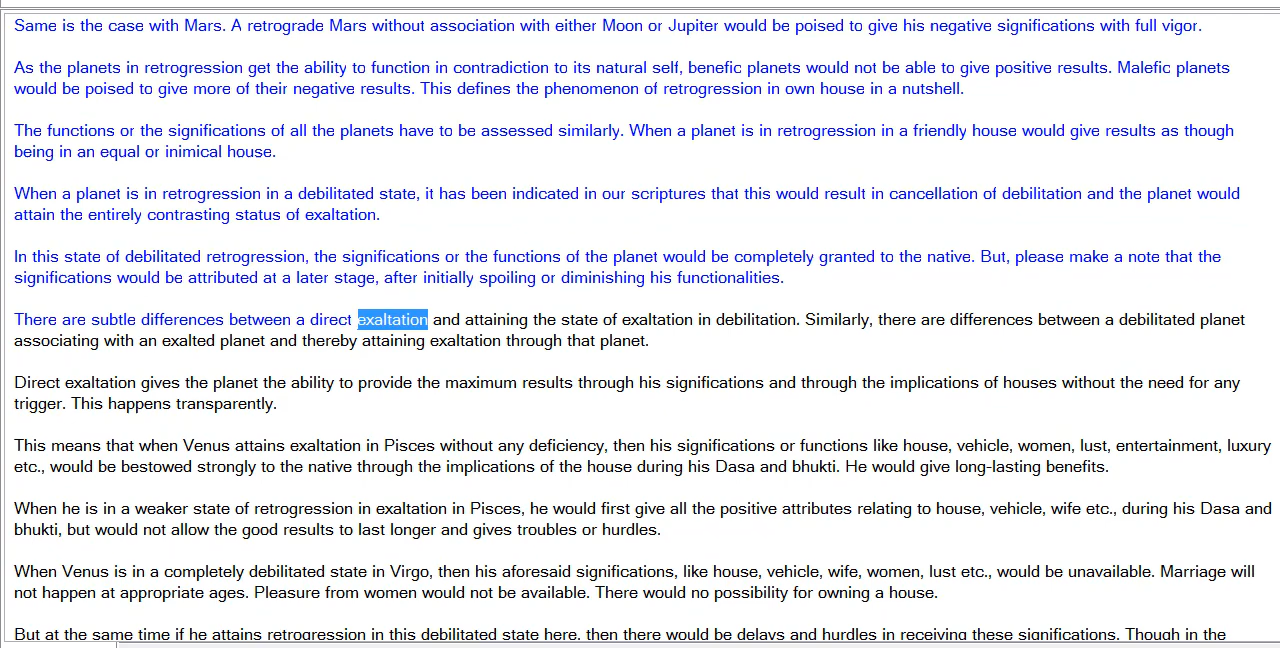 Same is the case with Mars. A retrograde Mars without association with either Moon or Jupiter would be poised to give his negative significations with full vigor.
As the planets in retrogression get the ability to function in contradiction to its natural self, benefic planets would not be able to give positive results. Malefic planets
would be poised to give more of their negative results. This defines the phenomenon of retrogression in own house in a nutshell.
The functions or the significations of all the planets have to be assessed similarly. When a planet is in retrogression in a friendly house would give results as though
being in an equal or inimical house.
When a planet is in retrogression in a debilitated state, it has been indicated in our scriptures that this would result in cancellation of debilitation and the planet would
attain the entirely contrasting status of exaltation.
In this state of debilitated retrogression, the significations or the functions of the planet would be completely granted to the native. But, please make a note that the
significations would be attributed at a later stage, after initially spoiling or diminishing his functionalities.
There are subtle differences between a direct exaltation and attaining the state of exaltation in debilitation. Similarly, there are differences between a debilitated planet
associating with an exalted planet and thereby attaining exaltation through that planet.
Direct exaltation gives the planet the ability to provide the maximum results through his significations and through the implications of houses without the need for any
trigger. This happens transparently.
This means that when Venus attains exaltation in Pisces without any deficiency, then his significations or functions like house, vehicle, women, lust, entertainment, luxury
etc., would be bestowed strongly to the native through the implications of the house during his Dasa and bhukti. He would give long-lasting benefits.
When he is in a weaker state of retrogression in exaltation in Pisces, he would first give all the positive attributes relating to house, vehicle, wife etc., during his Dasa and
bhukti, but would not allow the good results to last longer and gives troubles or hurdles.
When Venus is in a completely debilitated state in Virgo, then his aforesaid significations, like house, vehicle, wife, women, lust etc., would be unavailable. Marriage will
not happen at appropriate ages. Pleasure from women would not be available. There would no possibility for owning a house.
But at the same time if he attains retrogression in this debilitated state here, then there would be delays and hurdles in receiving these significations. Though in the